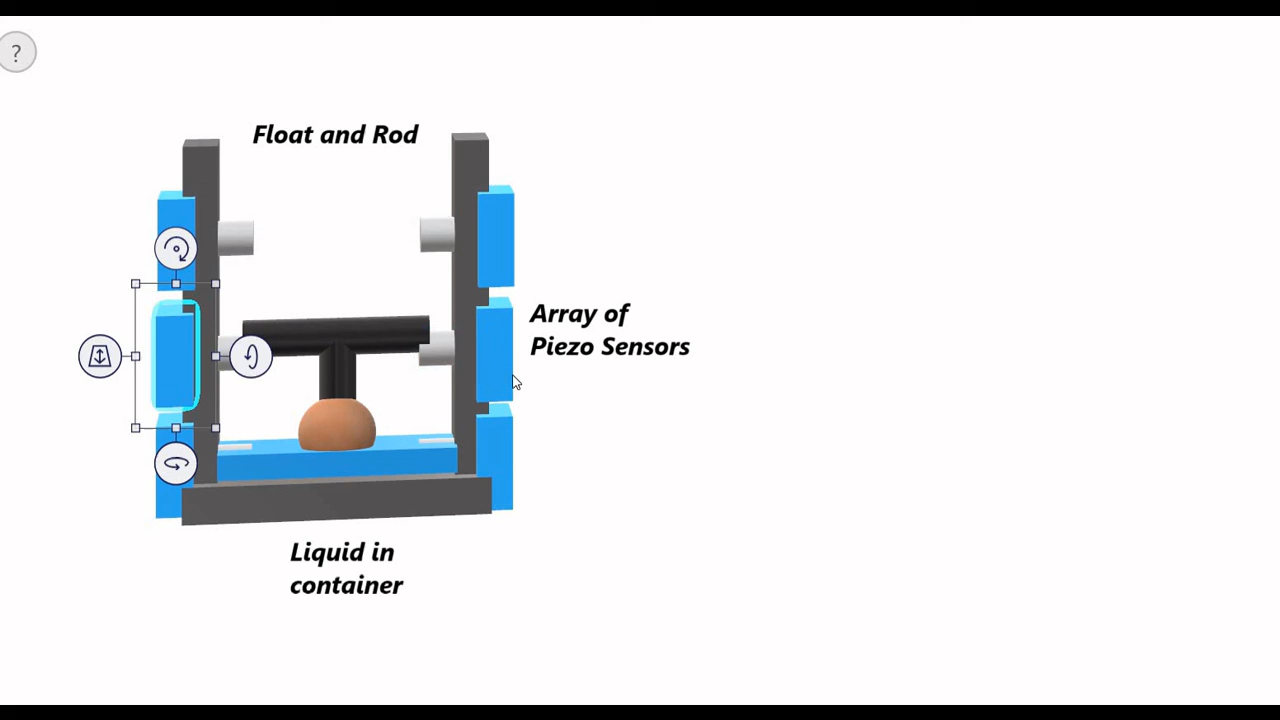 ?
Float and Rod
Array of
Piezo Sensors
Liquid in
container